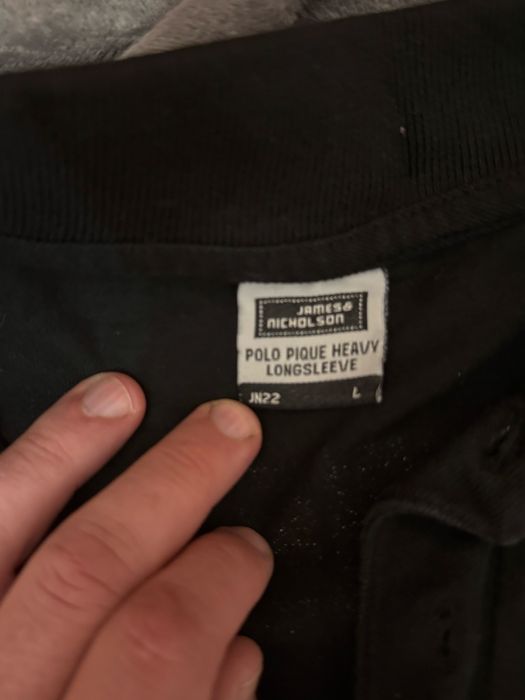 JAMES&
NICHOLSON
POLO PIQUE HEAVY
LONGSLEEVE
JN22 L